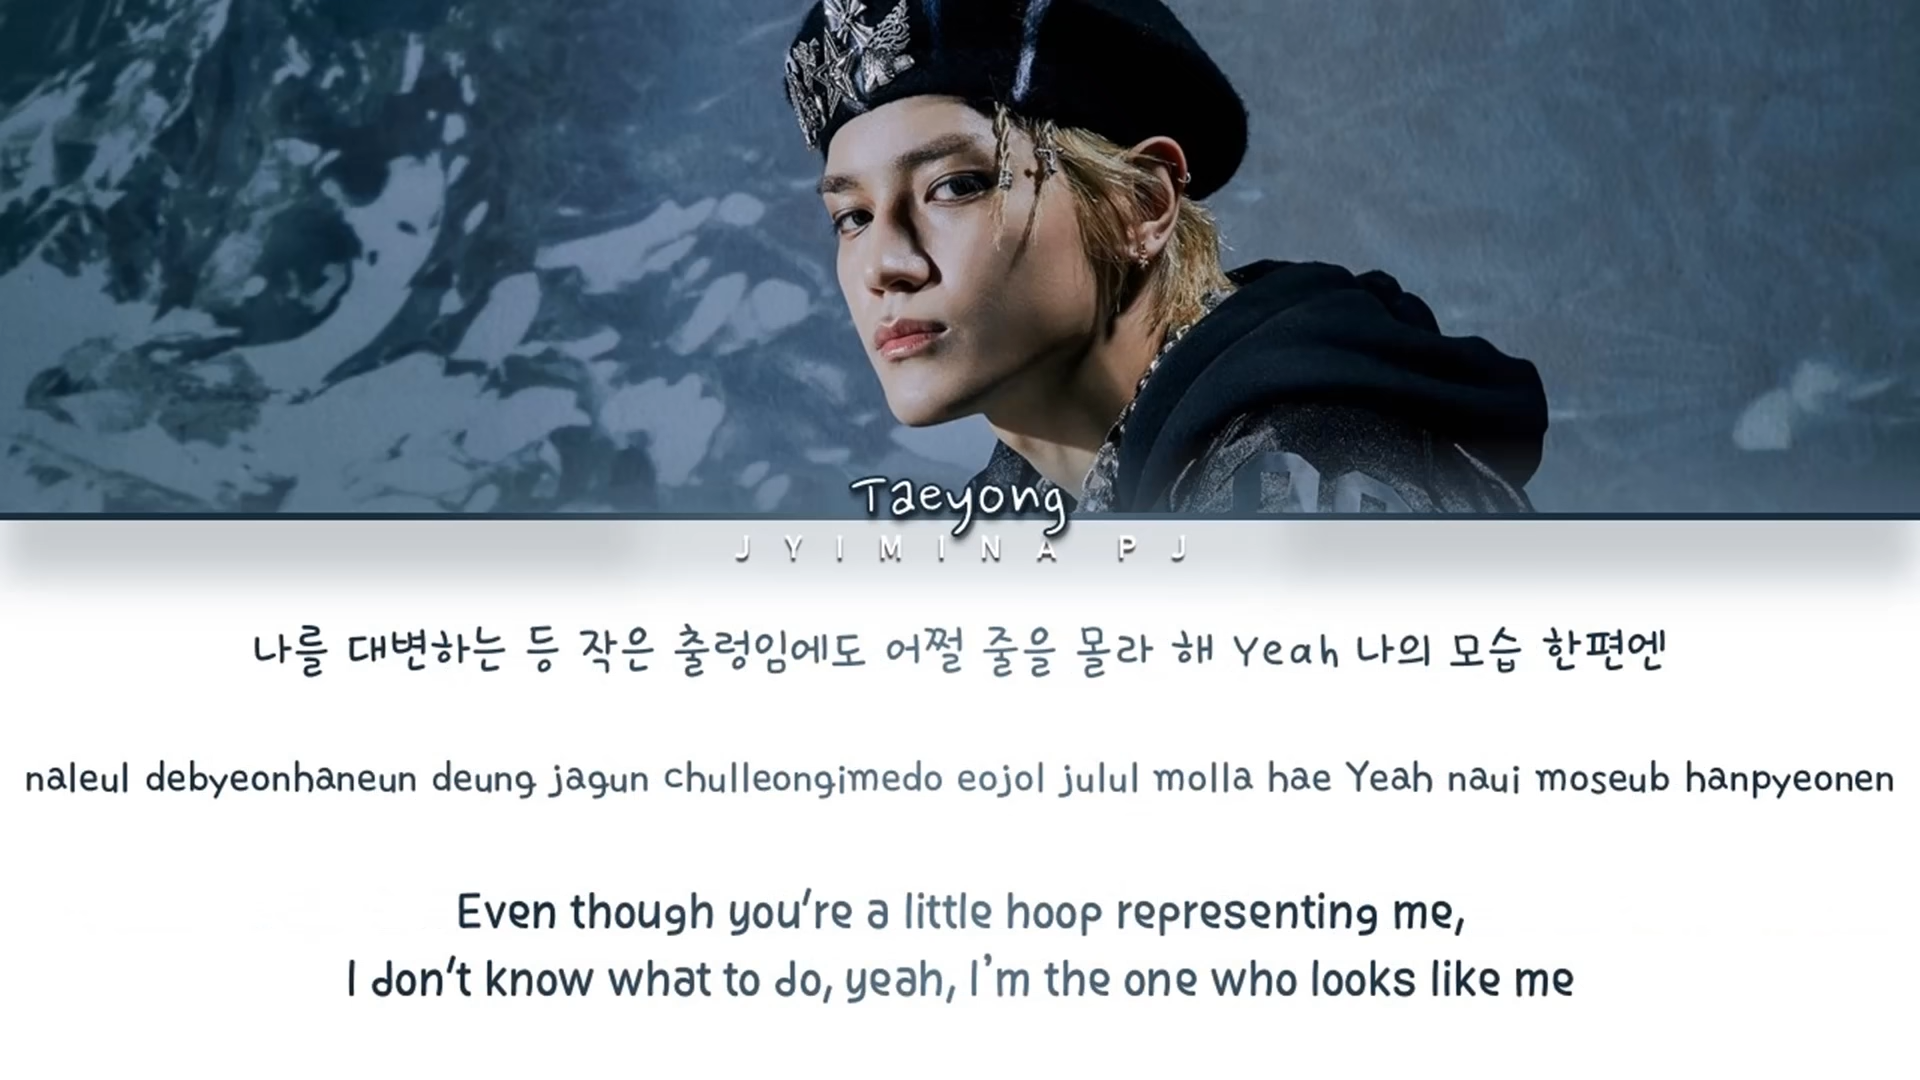 Taeyong
JYIMINA PJ
나를 대변하는 등 작은 출렁임에도 어쩔 줄을 몰라 해 Yeah 나의 모습 한편엔
naleul debyeonhaneun deung jagun chulleongimedo eojol julul molla hae Yeah naui moseub hanpyeonen
Even though you're a little hoop representing me,
I don't know what to do, yeah, I'm the one who looks like me